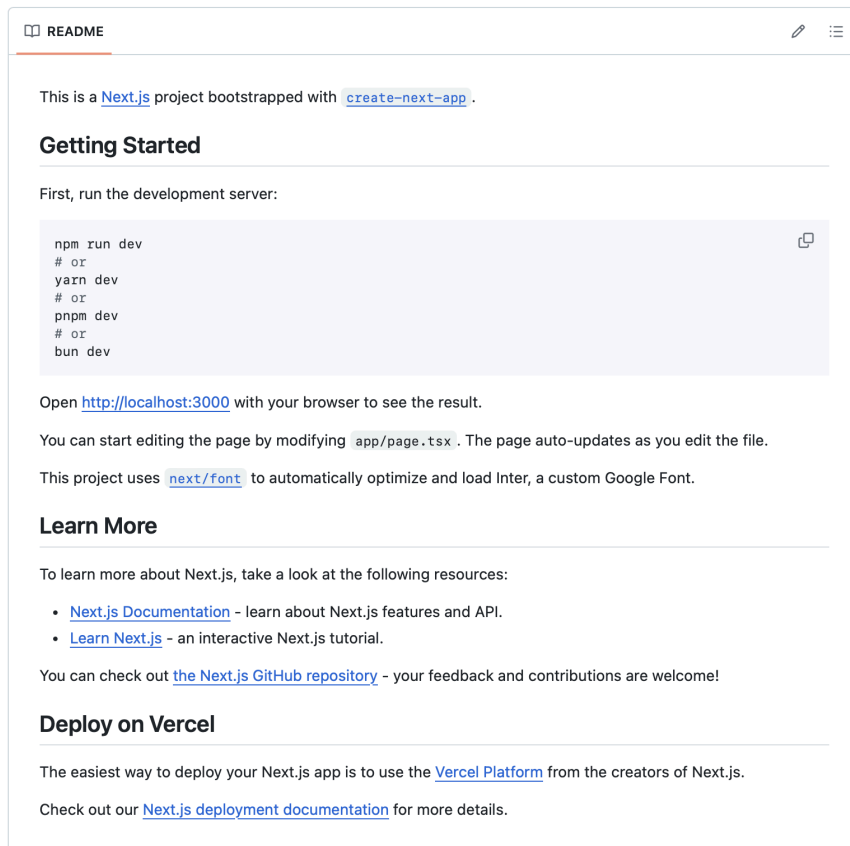 README
This is a Next.js project bootstrapped with create-next-app.
Getting Started
First, run the development server:
npm run dev
# or
yarn dev
# or
pnpm dev
# or
bun dev
Open http://localhost:3000 with your browser to see the result.
You can start editing the page by modifying app/page.tsx. The page auto-updates as you edit the file.
This project uses next/font to automatically optimize and load Inter, a custom Google Font.
Learn More
To learn more about Next.js, take a look at the following resources:
• Next.js Documentation - learn about Next.js features and API.
• Learn Next.js - an interactive Next.js tutorial.
You can check out the Next.js GitHub repository - your feedback and contributions are welcome!
Deploy on Vercel
The easiest way to deploy your Next.js app is to use the Vercel Platform from the creators of Next.js.
Check out our Next.js deployment documentation for more details.